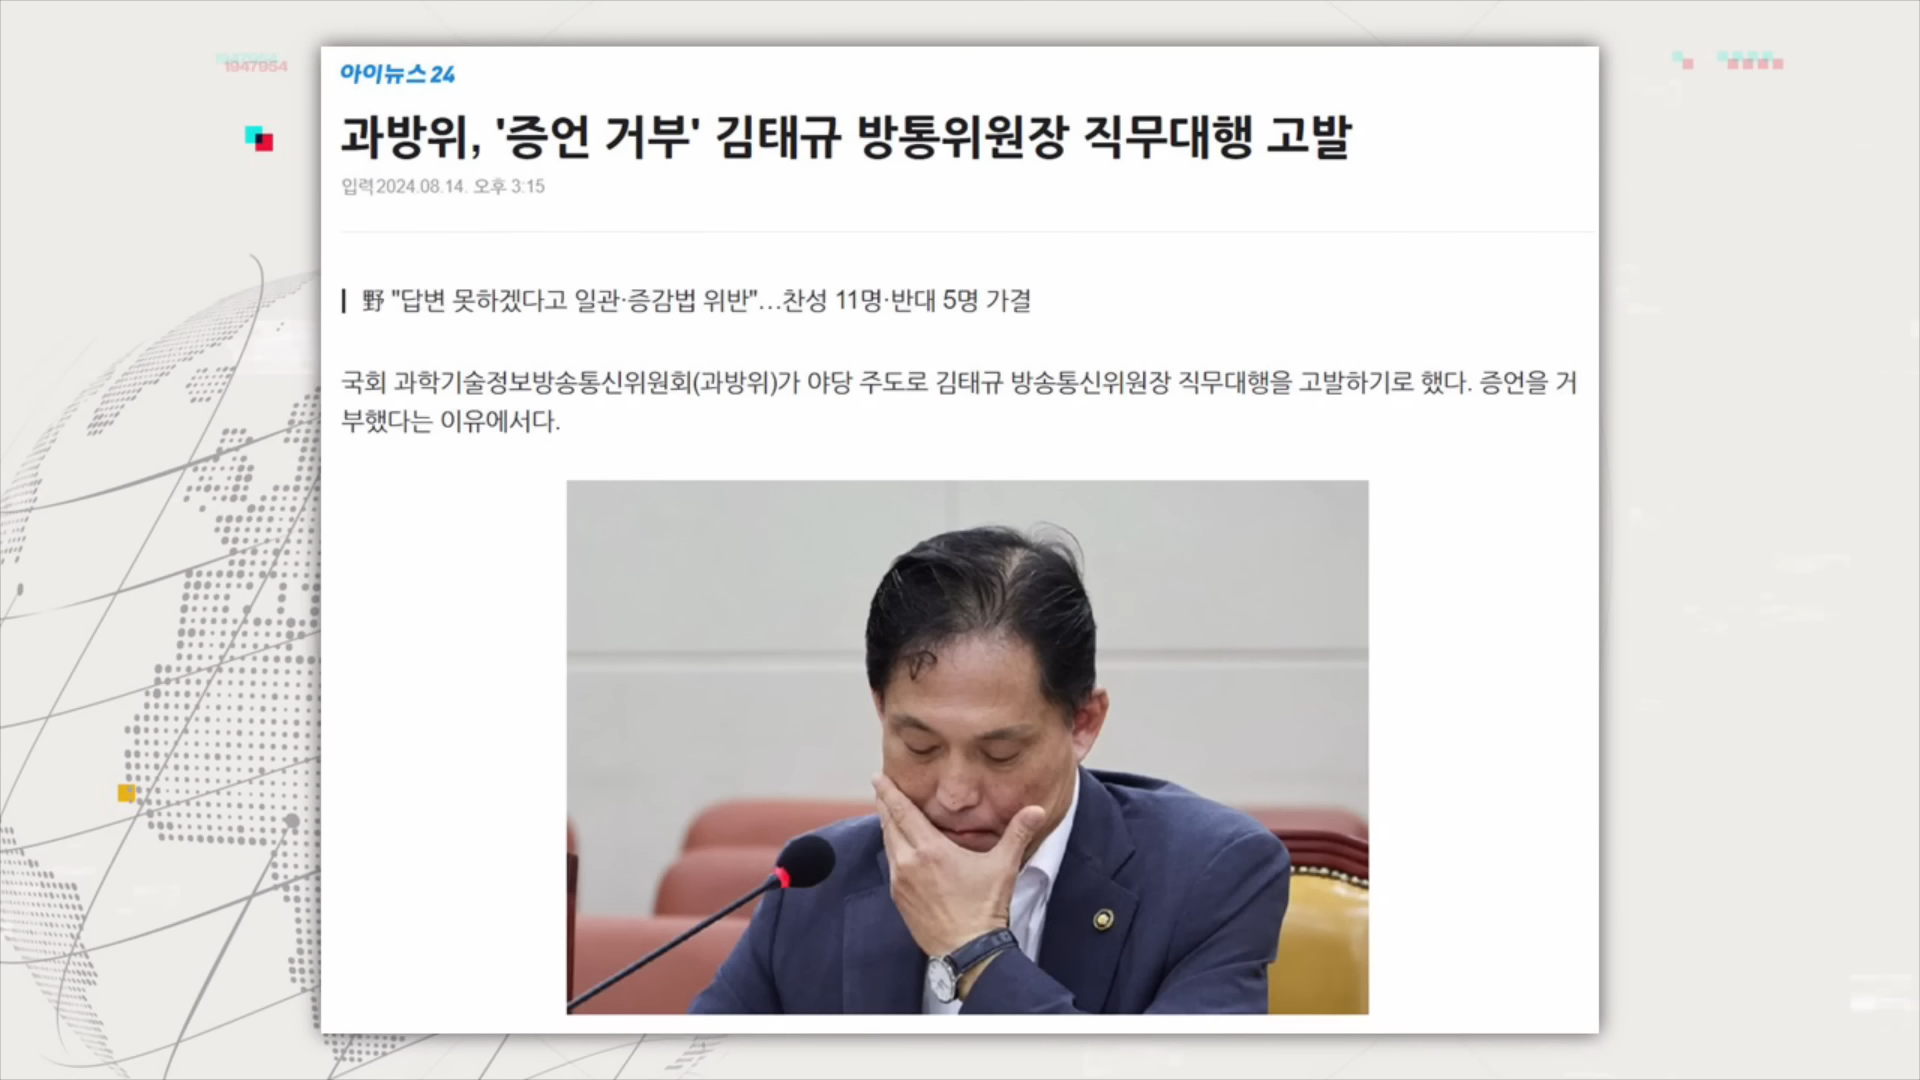 1947954
아이뉴스24
과방위, '증언 거부' 김태규 방통위원장 직무대행 고발
입력2024.08.14. 오후 3:15
野 "답변 못하겠다고 일관·증감법 위반"…찬성 11명·반대 5명 가결
국회 과학기술정보방송통신위원회(과방위)가 야당 주도로 김태규 방송통신위원장 직무대행을 고발하기로 했다. 증언을 거
부했다는 이유에서다.